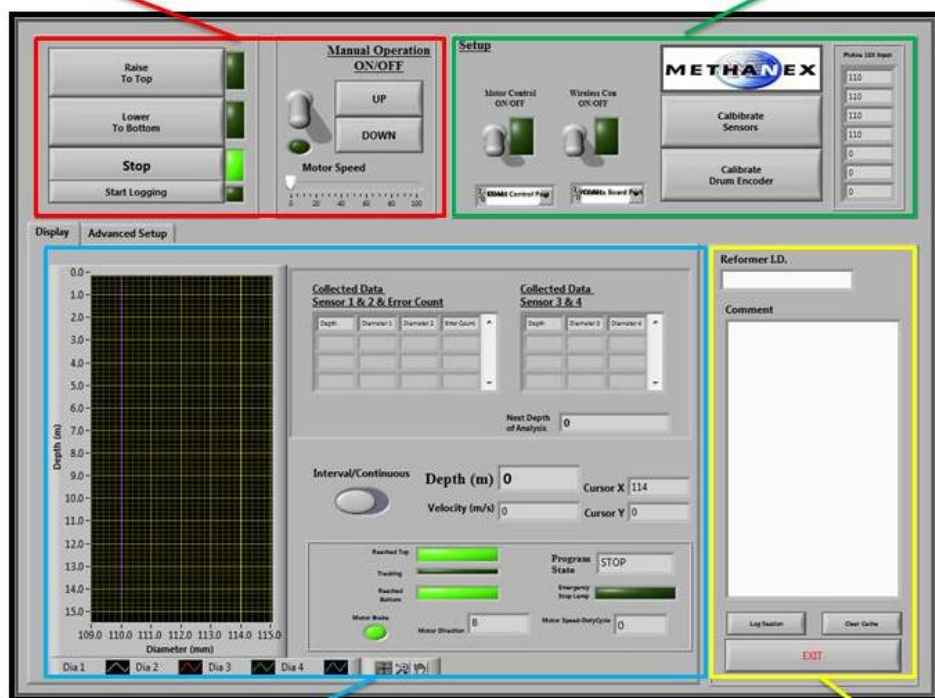 Raise
To Top
Lower
To Bottom
Stop
Start Logging
Manual Operation
ON/OFF
UP
DOWN
Motor Speed
0 20 40 60 80 100
Setup
Motor Control
ON/OFF
Wireless Con
ON/OFF
Control Port
Board Port
METHANEX
Calbibrate
Sensors
Calibrate
Drum Encoder
Input
110
110
110
110
0
0
0
Display
Advanced Setup
0.0
1.0
2.0
3.0
4.0
5.0
6.0
7.0
8.0
9.0
10.0
11.0
12.0
13.0
14.0
15.0
Depth (m)
109.0 110.0 111.0 112.0 113.0 114.0 115.0
Diameter (mm)
Dia 1 Dia 2 Dia 3 Dia 4
Collected Data
Sensor 1 & 2 & Error Count
Depth Diameter 1 Diameter 2 Error Count
Collected Data
Sensor 3 & 4
Depth Diameter 3 Diameter 4
Next Depth
of Analysis 0
Interval/Continuous
Depth (m) 0
Velocity (m/s) 0
Cursor X 114
Cursor Y 0
Reached Top
Tracking
Reached
Bottom
Motor Brake
Motor Direction B
Program
State STOP
Emergency
Stop Lamp
Motor Speed-DutyCycle 0
Reformer I.D.
Comment
Log Session
Clear Cache
EXIT